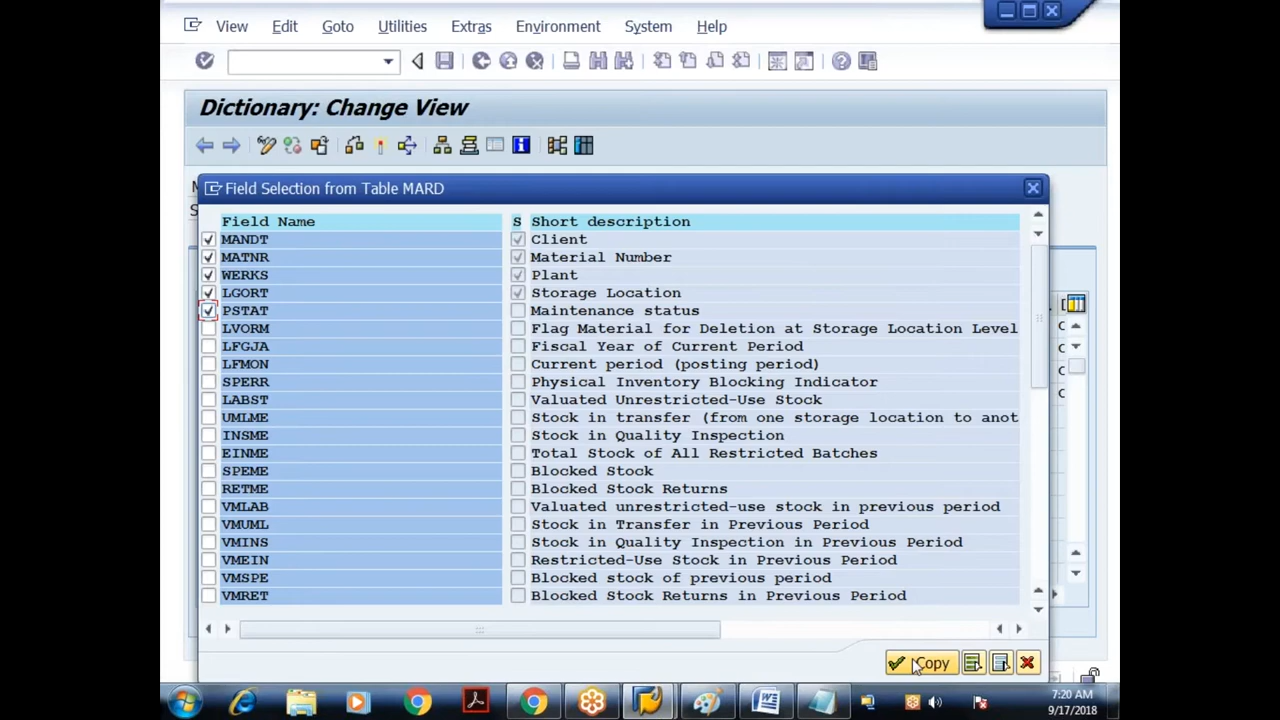 View Edit Goto Utilities Extras Environment System Help
Dictionary: Change View
Field Selection from Table MARD
Field Name S Short description
MANDT Client
MATNR Material Number
WERKS Plant
LGORT Storage Location
PSTAT Maintenance status
LVORM Flag Material for Deletion at Storage Location Level
LFGJA Fiscal Year of Current Period
LFMON Current period (posting period)
SPERR Physical Inventory Blocking Indicator
LABST Valuated Unrestricted-Use Stock
UMLME Stock in transfer (from one storage location to anot
INSME Stock in Quality Inspection
EINME Total Stock of All Restricted Batches
SPEME Blocked Stock
RETME Blocked Stock Returns
VMLAB Valuated unrestricted-use stock in previous period
VMUML Stock in Transfer in Previous Period
VMINS Stock in Quality Inspection in Previous Period
VMEIN Restricted-Use Stock in Previous Period
VMSPE Blocked stock of previous period
VMRET Blocked Stock Returns in Previous Period
Copy
7:20 AM
9/17/2018